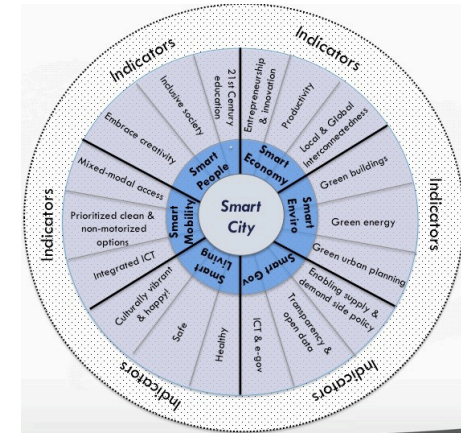 Smart
City
Smart
Economy
Smart
Enviro
Smart Gov
Smart
Living
Smart
Mobility
Smart
People
Entrepreneurship
& innovation
Productivity
Local & Global
Interconnectedness
Green buildings
Green energy
Green urban planning
Enabling supply &
demand side policy
Transparency &
open data
ICT & e-gov
Healthy
Safe
Culturally vibrant
& happy!
Integrated ICT
Prioritized clean &
non-motorized
options
Mixed-modal access
Embrace creativity
Inclusive society
21st Century
education
Indicators
Indicators
Indicators
Indicators
Indicators
Indicators